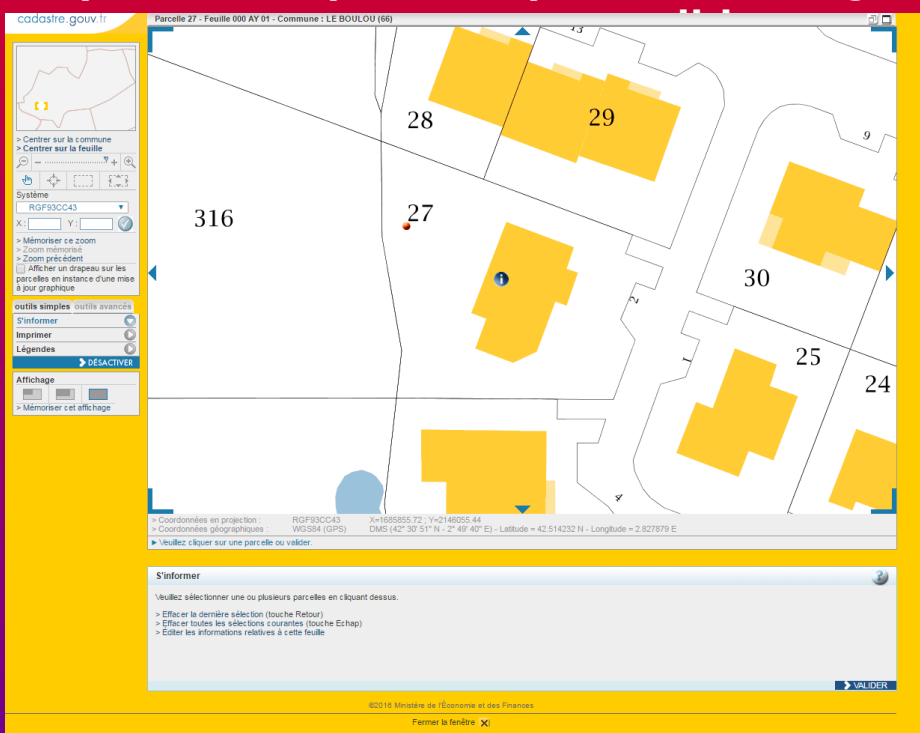 cadastre.gouv.fr
Parcelle 27 - Feuille 000 AY 01 - Commune : LE BOULOU (66)
> Centrer sur la commune
> Centrer sur la feuille
Système
RGF93CC43
X : Y :
> Mémoriser ce zoom
> Zoom mémorisé
> Zoom précédent
Afficher un drapeau sur les
parcelles en instance d'une mise
à jour graphique
outils simples outils avancés
S'informer
Imprimer
Légendes
DÉSACTIVER
Affichage
> Mémoriser cet affichage
13
28
29
9
27
316
30
2
1
25
24
4
> Coordonnées en projection : RGF93CC43 X=1685855.72 ; Y=2146055.44
> Coordonnées géographiques : WGS84 (GPS) DMS (42° 30' 51" N - 2° 49' 40" E) - Latitude = 42.514232 N - Longitude = 2.827879 E
Veuillez cliquer sur une parcelle ou valider.
S'informer
Veuillez sélectionner une ou plusieurs parcelles en cliquant dessus.
> Effacer la dernière sélection (touche Retour)
> Effacer toutes les sélections courantes (touche Echap)
> Éditer les informations relatives à cette feuille
VALIDER
©2016 Ministère de l'Économie et des Finances
Fermer la fenêtre